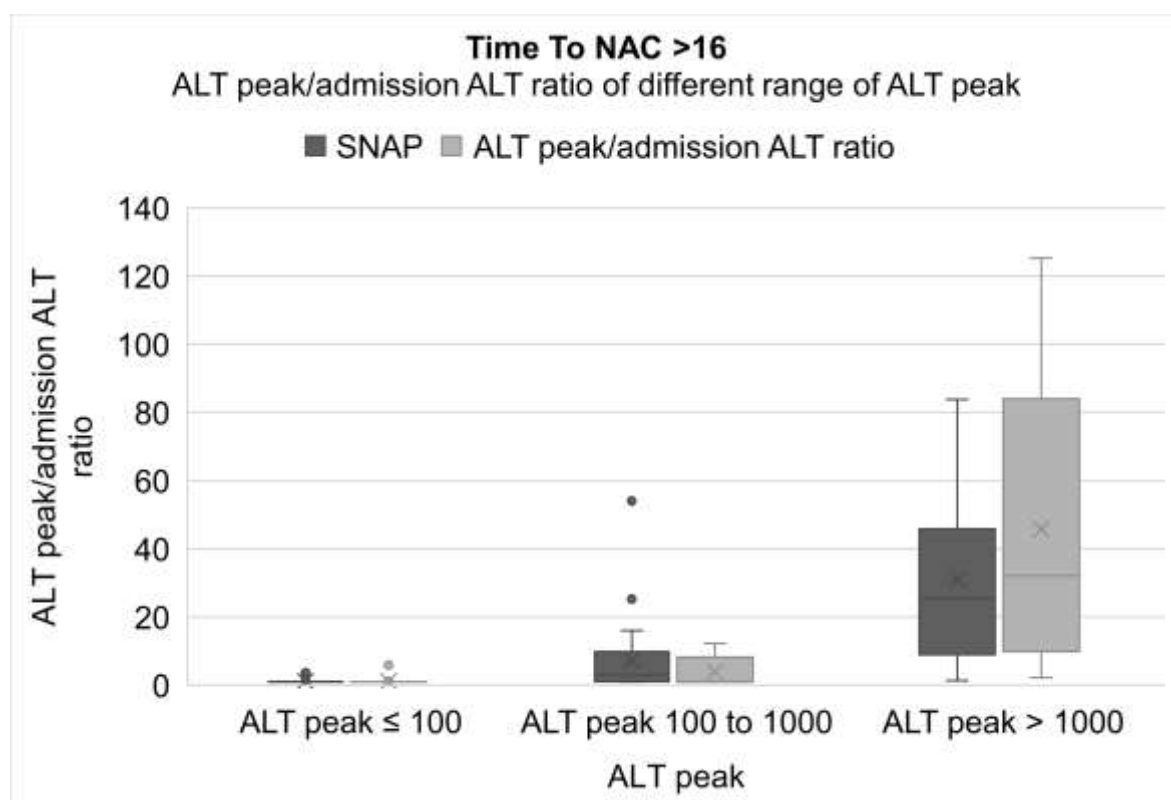 Time To NAC >16
ALT peak/admission ALT ratio of different range of ALT peak
SNAP ALT peak/admission ALT ratio
140
120
100
80
60
40
20
0
ALT peak/admission ALT
ratio
ALT peak ≤ 100 ALT peak 100 to 1000 ALT peak > 1000
ALT peak